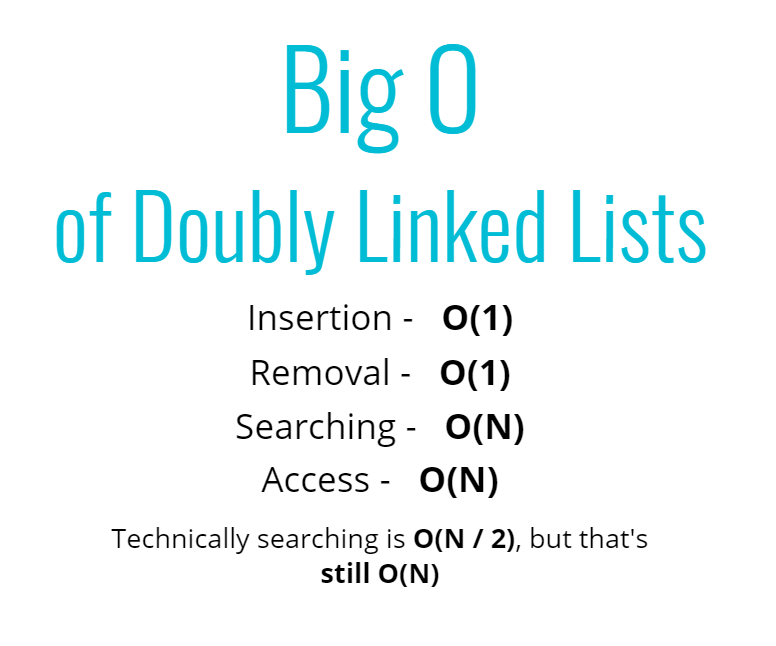 Big O
of Doubly Linked Lists
Insertion - O(1)
Removal - O(1)
Searching - O(N)
Access - O(N)
Technically searching is O(N / 2), but that's
still O(N)